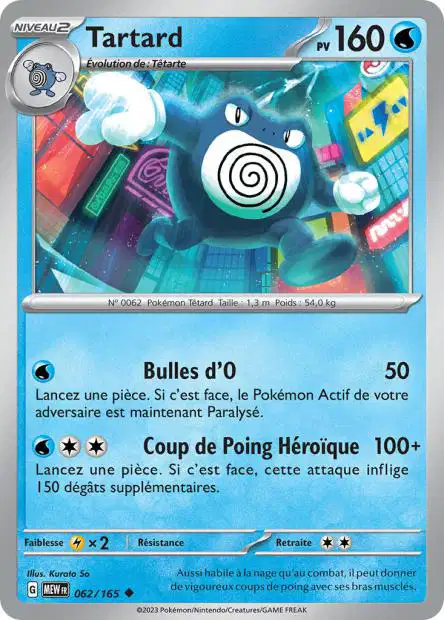 NIVEAU 2
Tartard
PV 160
Évolution de : Têtarte
N° 0062 Pokémon Têtard Taille : 1,3 m Poids : 54,0 kg
Bulles d'O 50
Lancez une pièce. Si c'est face, le Pokémon Actif de votre
adversaire est maintenant Paralysé.
Coup de Poing Héroïque 100+
Lancez une pièce. Si c'est face, cette attaque inflige
150 dégâts supplémentaires.
Faiblesse ×2 Résistance Retraite
Illus. Kurato So
G MEW FR 062/165
Aussi habile à la nage qu'au combat, il peut donner
de vigoureux coups de poing avec ses bras musclés.
©2023 Pokémon/Nintendo/Creatures/GAME FREAK